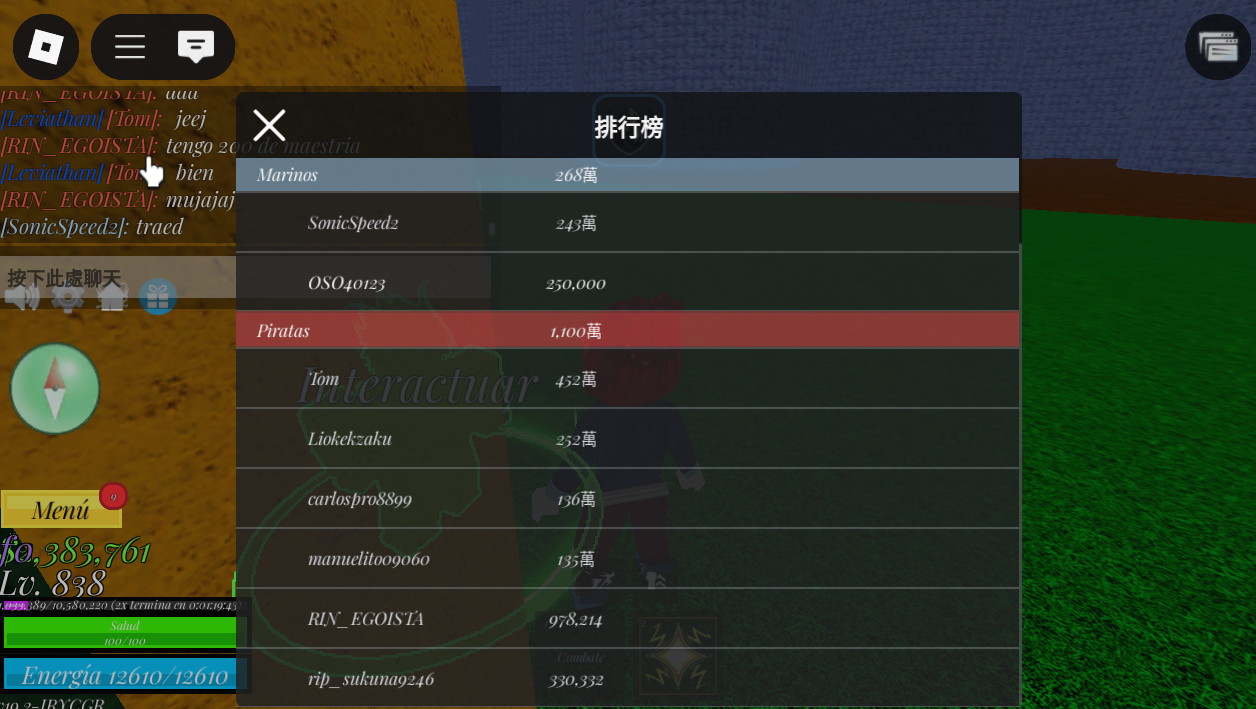 [RIN_EGOISTA]: aaa
[Leviathan] [Tom]: jeej
[RIN_EGOISTA]: tengo 200 de maestria
[Leviathan] [Tom]: bien
[RIN_EGOISTA]: mujajaj
[SonicSpeed2]: traed
按下此處聊天
排行榜
Marinos 268萬
SonicSpeed2 243萬
OSO40123 250,000
Piratas 1,100萬
Tom 452萬
Liokekzaku 252萬
carlospro8899 136萬
manuelito09060 135萬
RIN_EGOISTA 978,214
rip_sukuna9246 330,332
Interactuar
Combate
Menú 9
,383,761
Lv. 838
,033,389/10,580,220 (2x termina en 0:01:19:45)
Salud
100/100
Energía 12610/12610